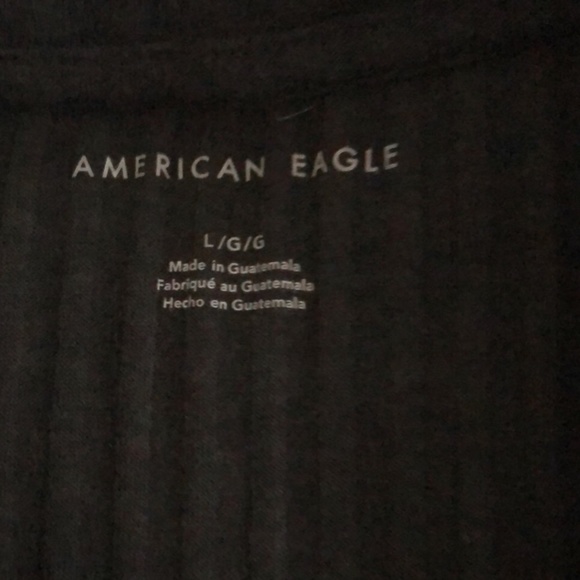 AMERICAN EAGLE
L/G/G
Made in Guatemala
Fabriqué au Guatemala
Hecho en Guatemala